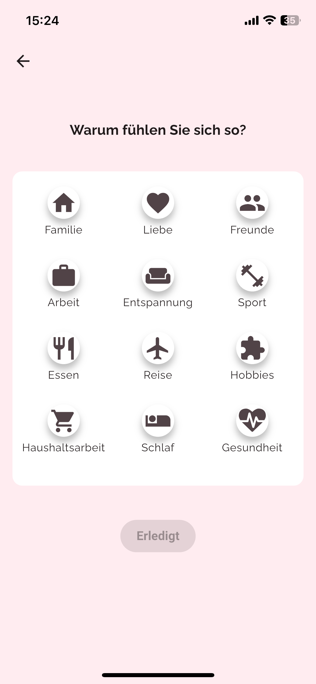 15:24
35
Warum fühlen Sie sich so?
Familie Liebe Freunde
Arbeit Entspannung Sport
Essen Reise Hobbies
Haushaltsarbeit Schlaf Gesundheit
Erledigt